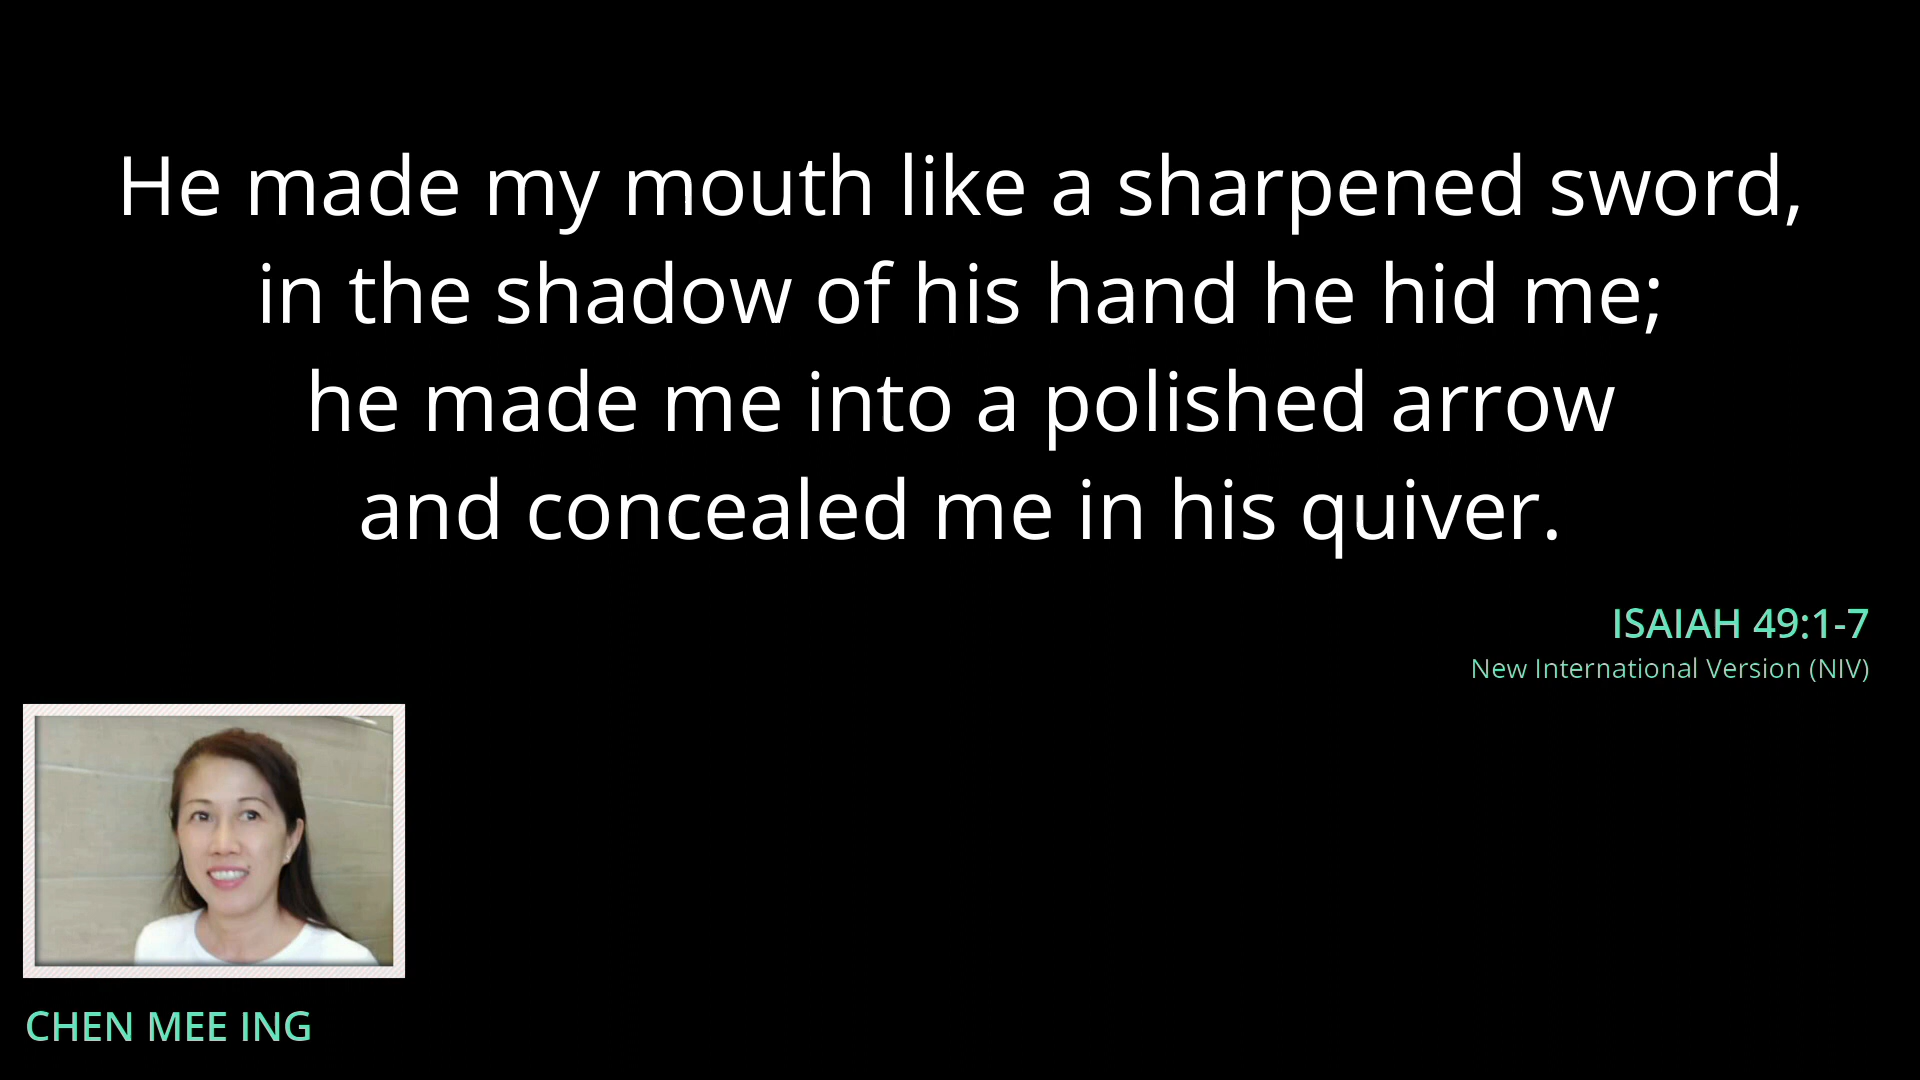 He made my mouth like a sharpened sword,
in the shadow of his hand he hid me;
he made me into a polished arrow
and concealed me in his quiver.
ISAIAH 49:1-7
New International Version (NIV)
CHEN MEE ING